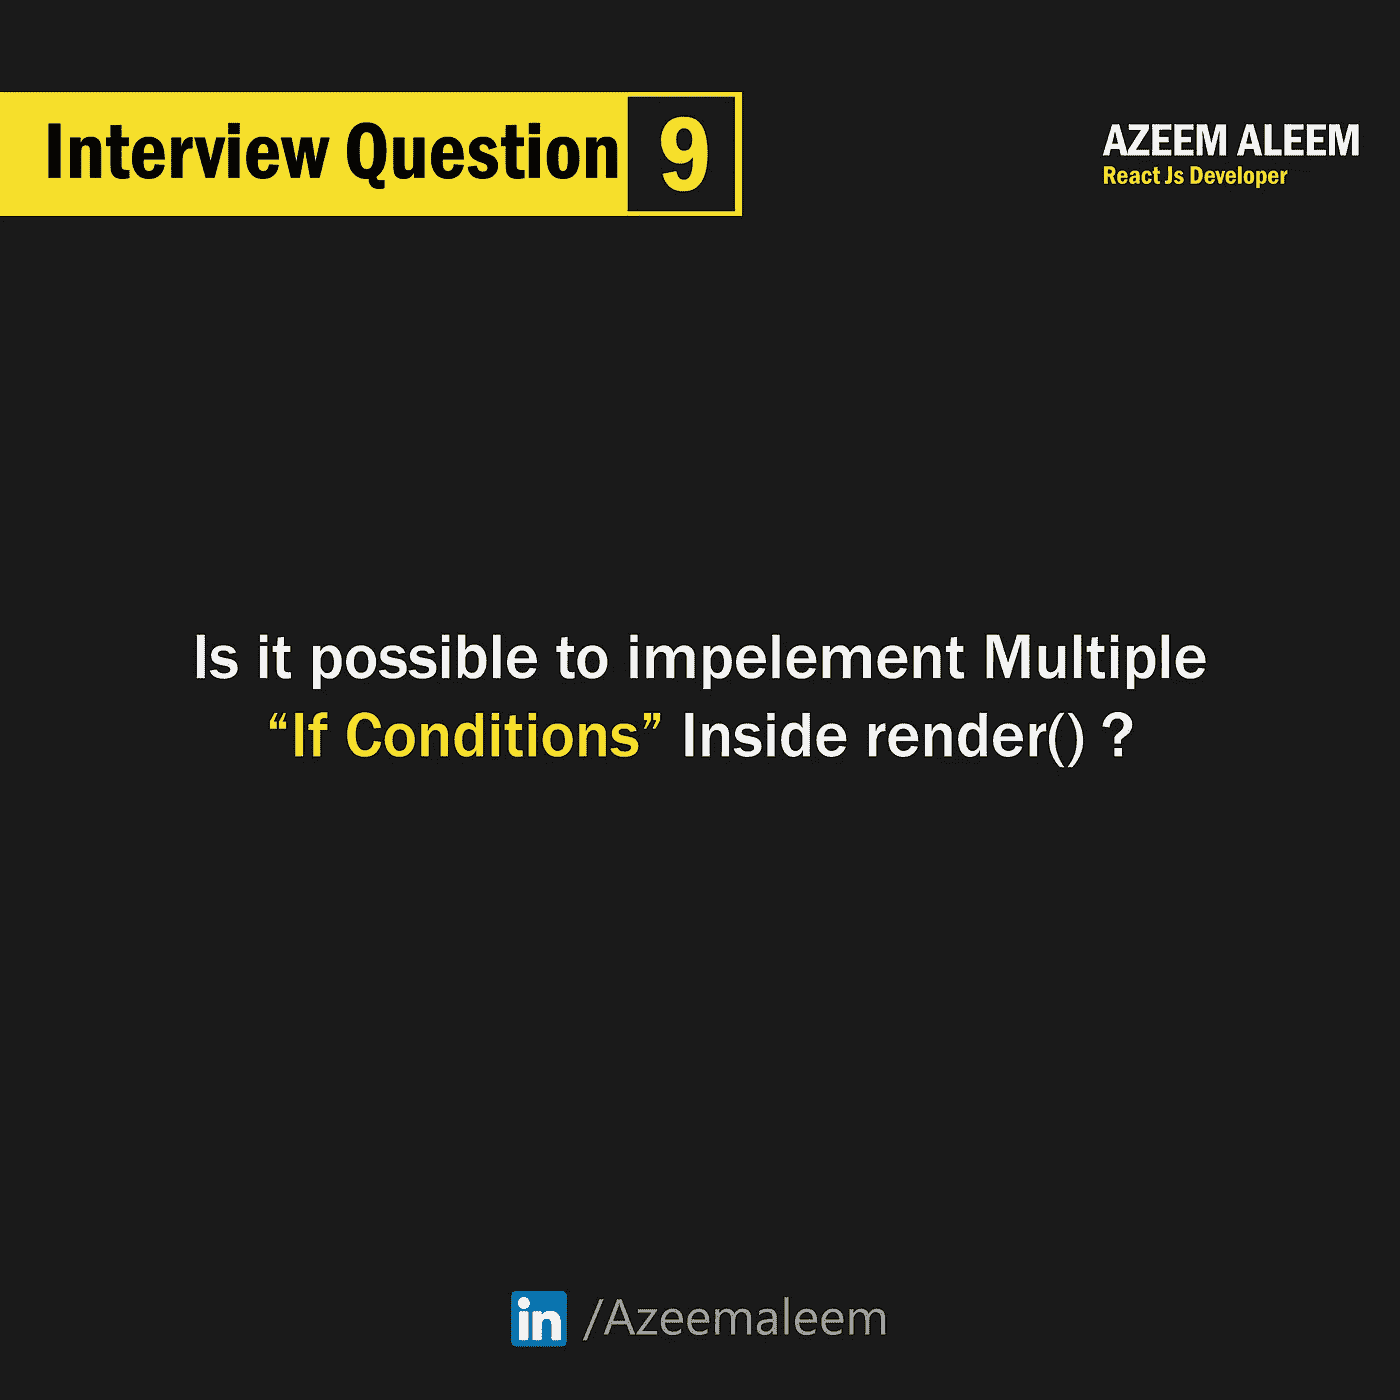 Interview Question 9
AZEEM ALEEM
React Js Developer
Is it possible to impelement Multiple
“If Conditions” Inside render() ?
in /Azeemaleem